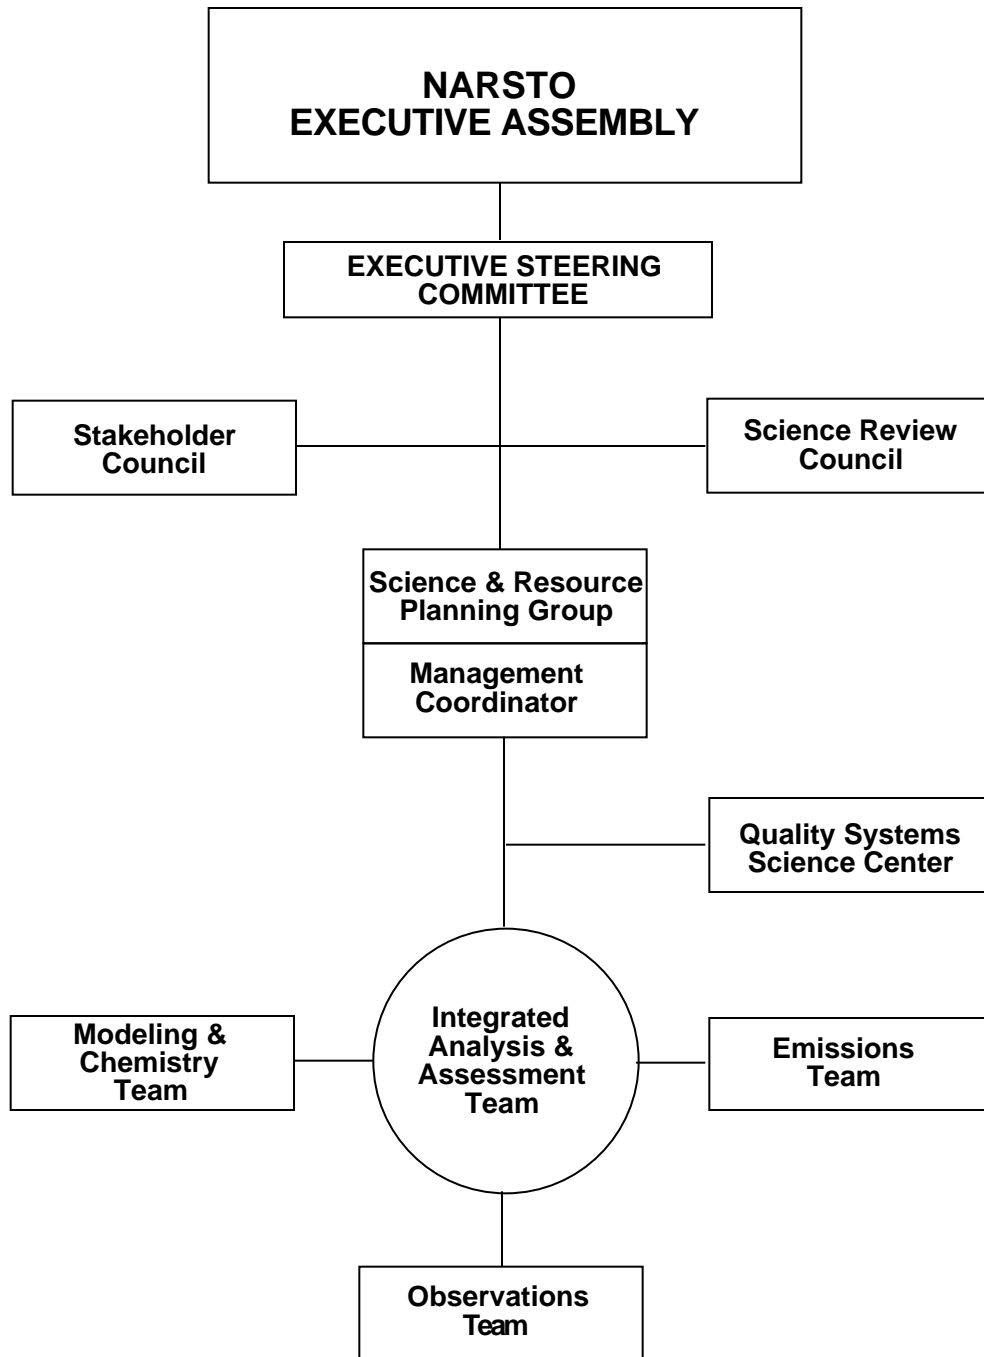 NARSTO
EXECUTIVE ASSEMBLY
EXECUTIVE STEERING
COMMITTEE
Stakeholder
Council
Science Review
Council
Science & Resource
Planning Group
Management
Coordinator
Quality Systems
Science Center
Modeling &
Chemistry
Team
Integrated
Analysis &
Assessment
Team
Emissions
Team
Observations
Team